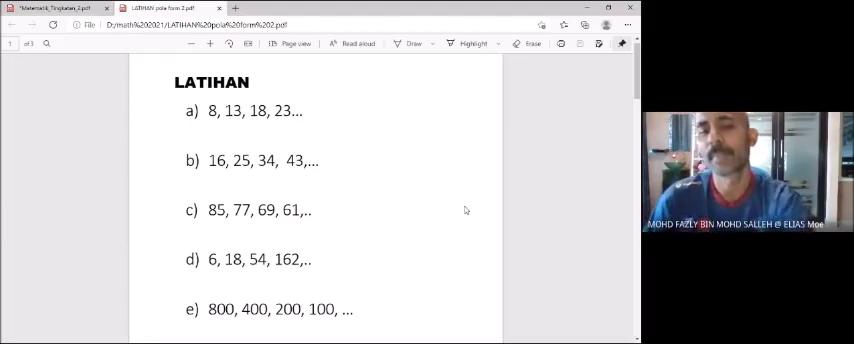 *Matematik_Tingkatan_2.pdf
LATIHAN pola form 2.pdf
File
D:/math%202021/LATIHAN%20pola%20form%202.pdf
1 of 3
Page view
Read aloud
Draw
Highlight
Erase
LATIHAN
a) 8, 13, 18, 23...
b) 16, 25, 34, 43,...
c) 85, 77, 69, 61,..
d) 6, 18, 54, 162,..
e) 800, 400, 200, 100, ...
MOHD FAZLY BIN MOHD SALLEH @ ELIAS Moe